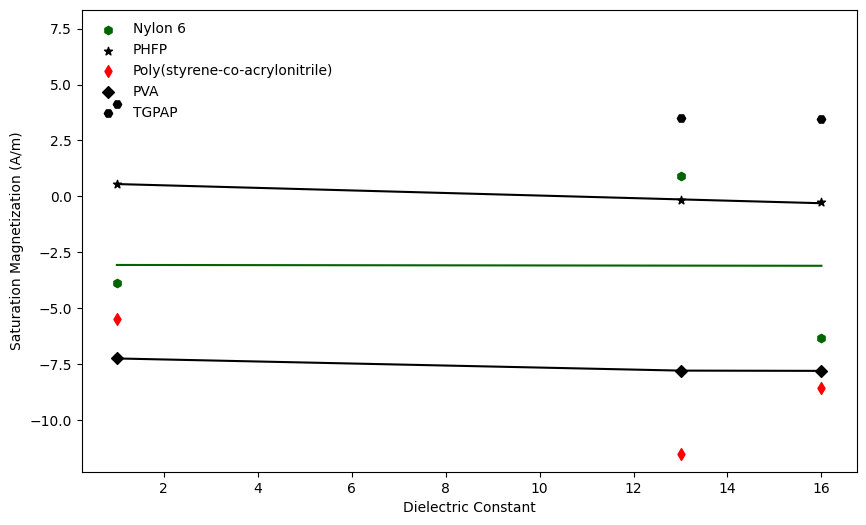 Nylon 6
PHFP
Poly(styrene-co-acrylonitrile)
PVA
TGPAP
7.5
5.0
2.5
0.0
−2.5
−5.0
−7.5
−10.0
Saturation Magnetization (A/m)
2 4 6 8 10 12 14 16
Dielectric Constant